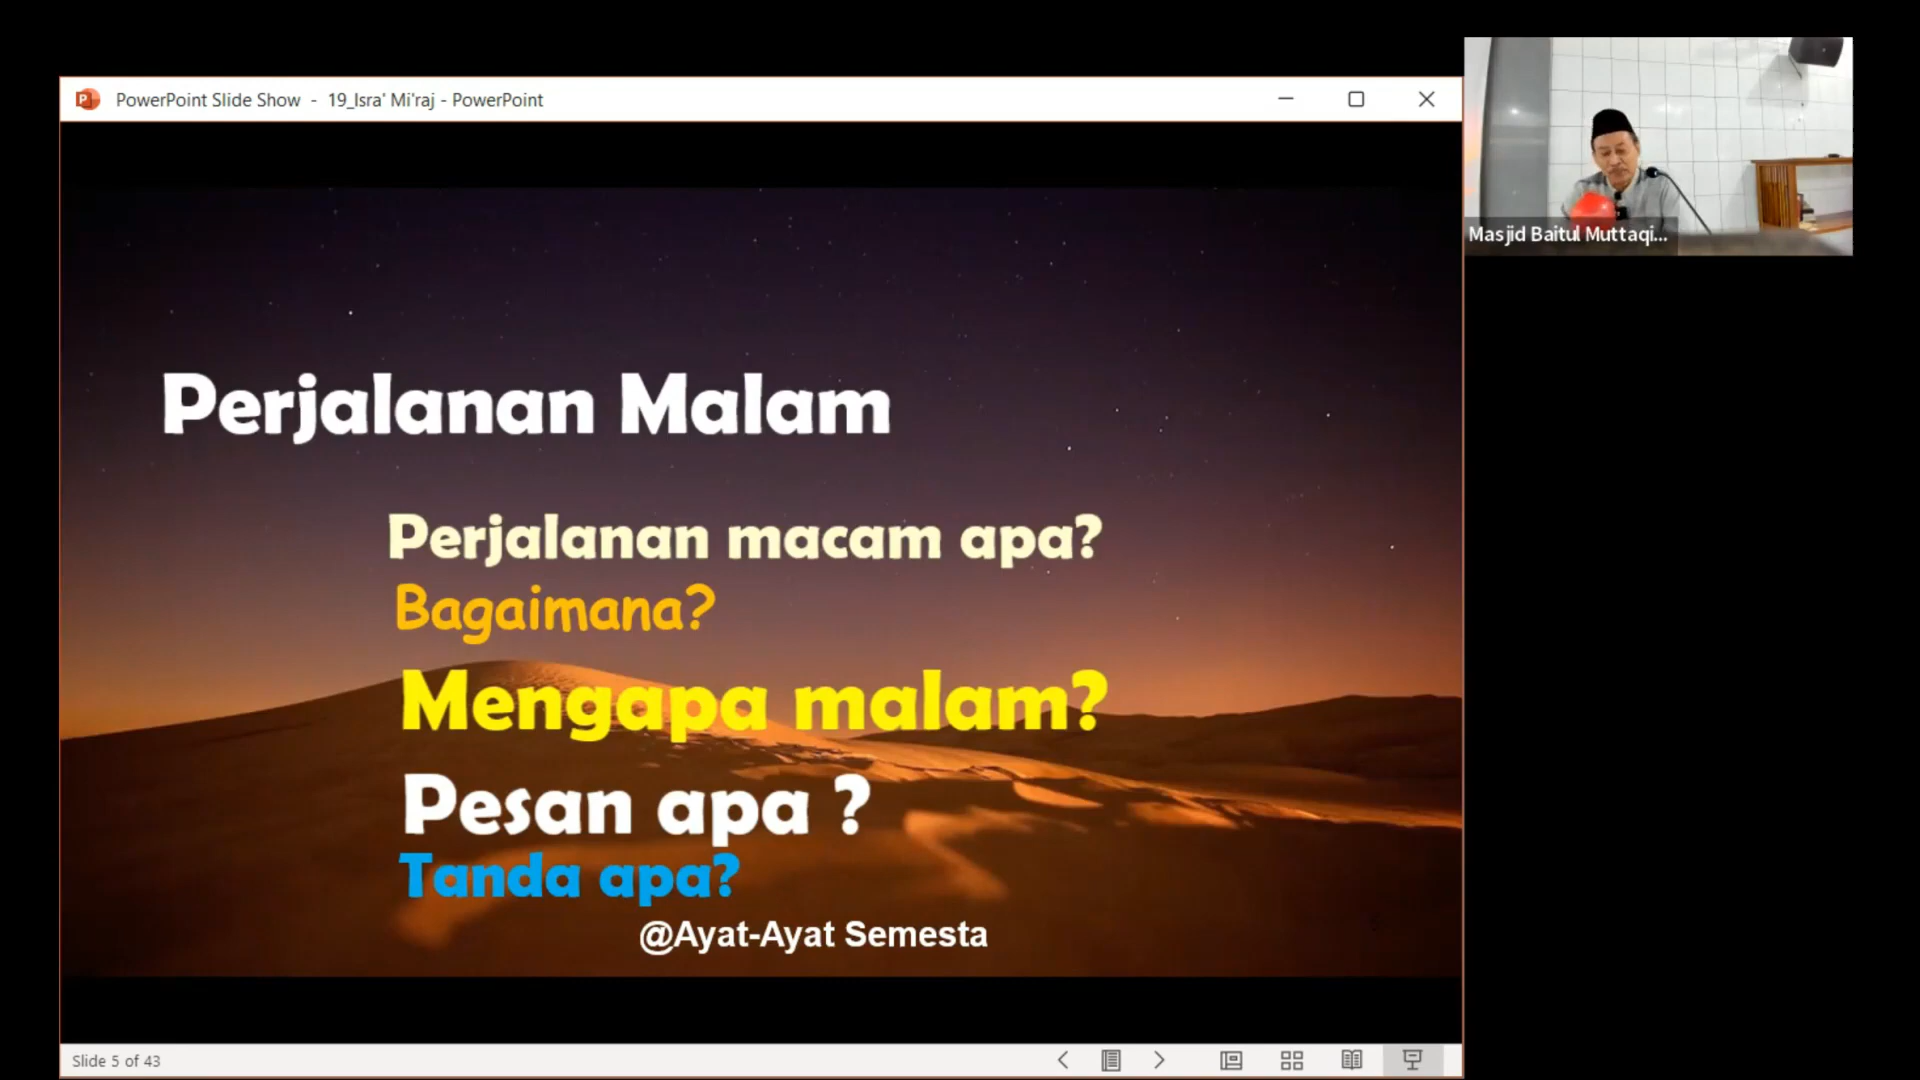 PowerPoint Slide Show - 19_Isra' Mi'raj - PowerPoint
Masjid Baitul Muttaqi...
Perjalanan Malam
Perjalanan macam apa?
Bagaimana?
Mengapa malam?
Pesan apa ?
Tanda apa?
@Ayat-Ayat Semesta
Slide 5 of 43